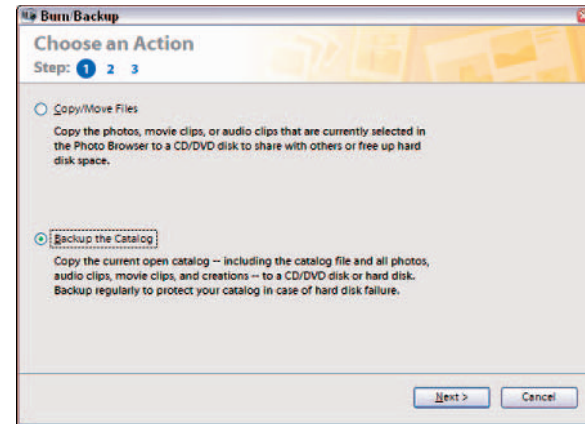 Burn/Backup
Choose an Action
Step: 1 2 3
Copy/Move Files
Copy the photos, movie clips, or audio clips that are currently selected in
the Photo Browser to a CD/DVD disk to share with others or free up hard
disk space.
Backup the Catalog
Copy the current open catalog -- including the catalog file and all photos,
audio clips, movie clips, and creations -- to a CD/DVD disk or hard disk.
Backup regularly to protect your catalog in case of hard disk failure.
Next > Cancel